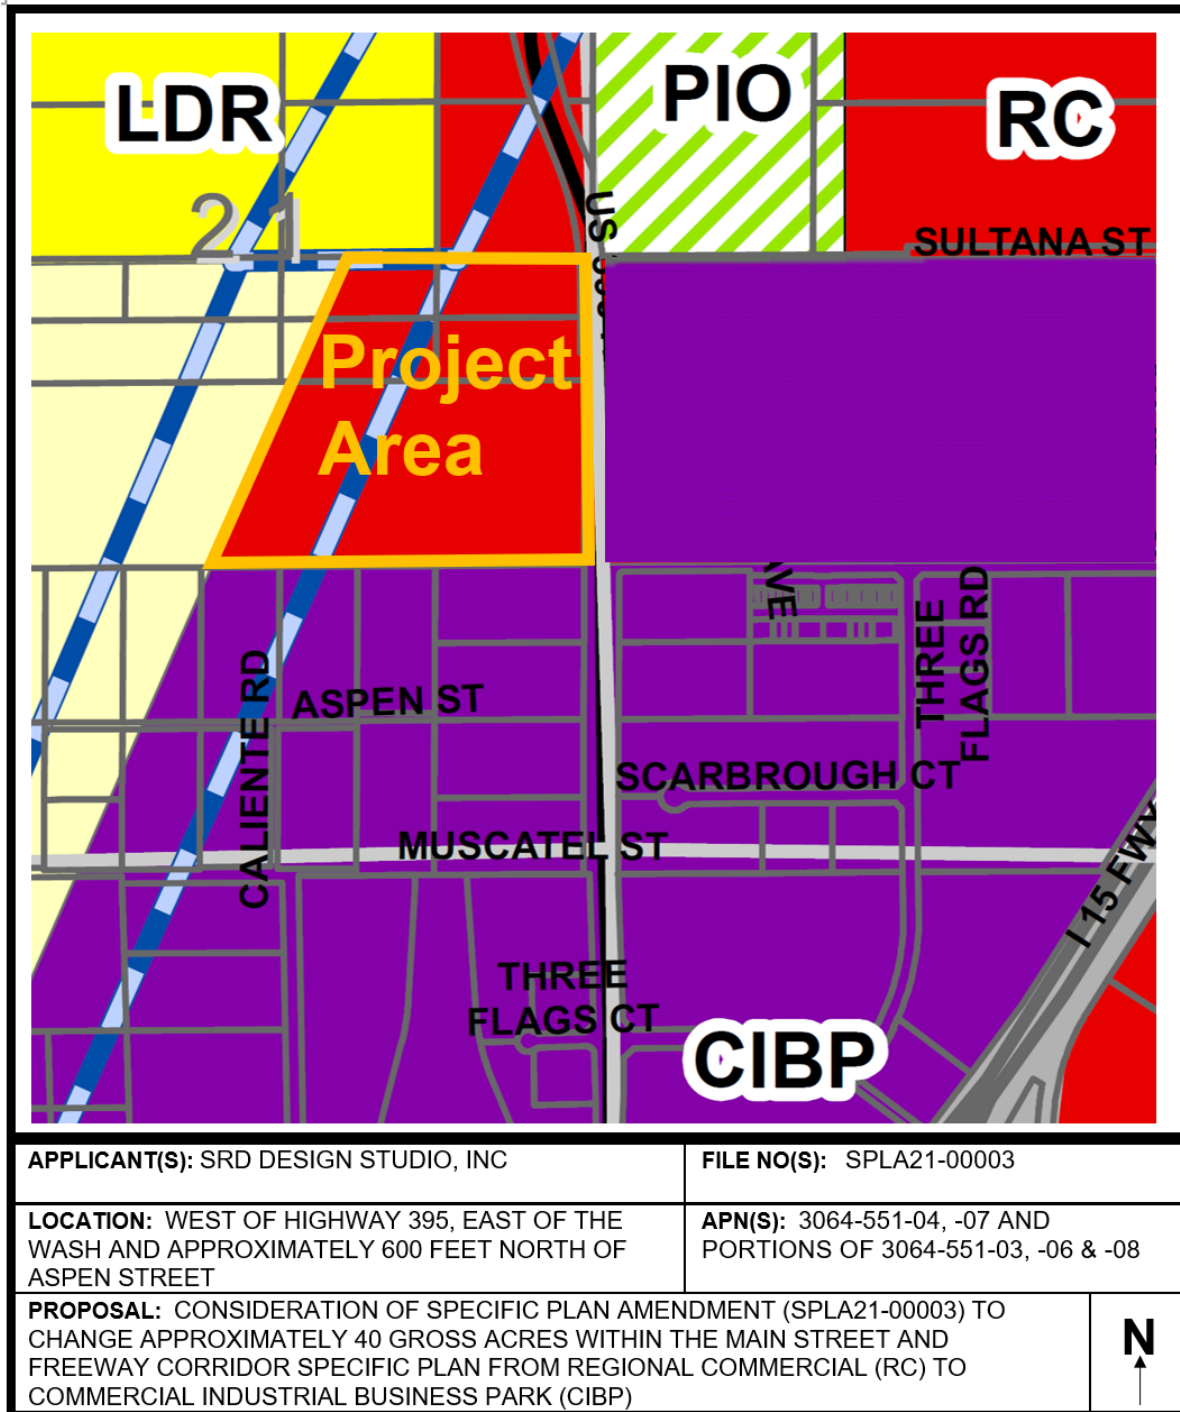 LDR
PIO
RC
21
US
SULTANA ST
Project
Area
AVE
THREE
FLAGS RD
ASPEN ST
CALIENTE RD
SCARBROUGH CT
MUSCATEL ST
I 15 FWY
THREE
FLAGS CT
CIBP
APPLICANT(S): SRD DESIGN STUDIO, INC
FILE NO(S): SPLA21-00003
LOCATION: WEST OF HIGHWAY 395, EAST OF THE
WASH AND APPROXIMATELY 600 FEET NORTH OF
ASPEN STREET
APN(S): 3064-551-04, -07 AND
PORTIONS OF 3064-551-03, -06 & -08
PROPOSAL: CONSIDERATION OF SPECIFIC PLAN AMENDMENT (SPLA21-00003) TO
CHANGE APPROXIMATELY 40 GROSS ACRES WITHIN THE MAIN STREET AND
FREEWAY CORRIDOR SPECIFIC PLAN FROM REGIONAL COMMERCIAL (RC) TO
COMMERCIAL INDUSTRIAL BUSINESS PARK (CIBP)
N